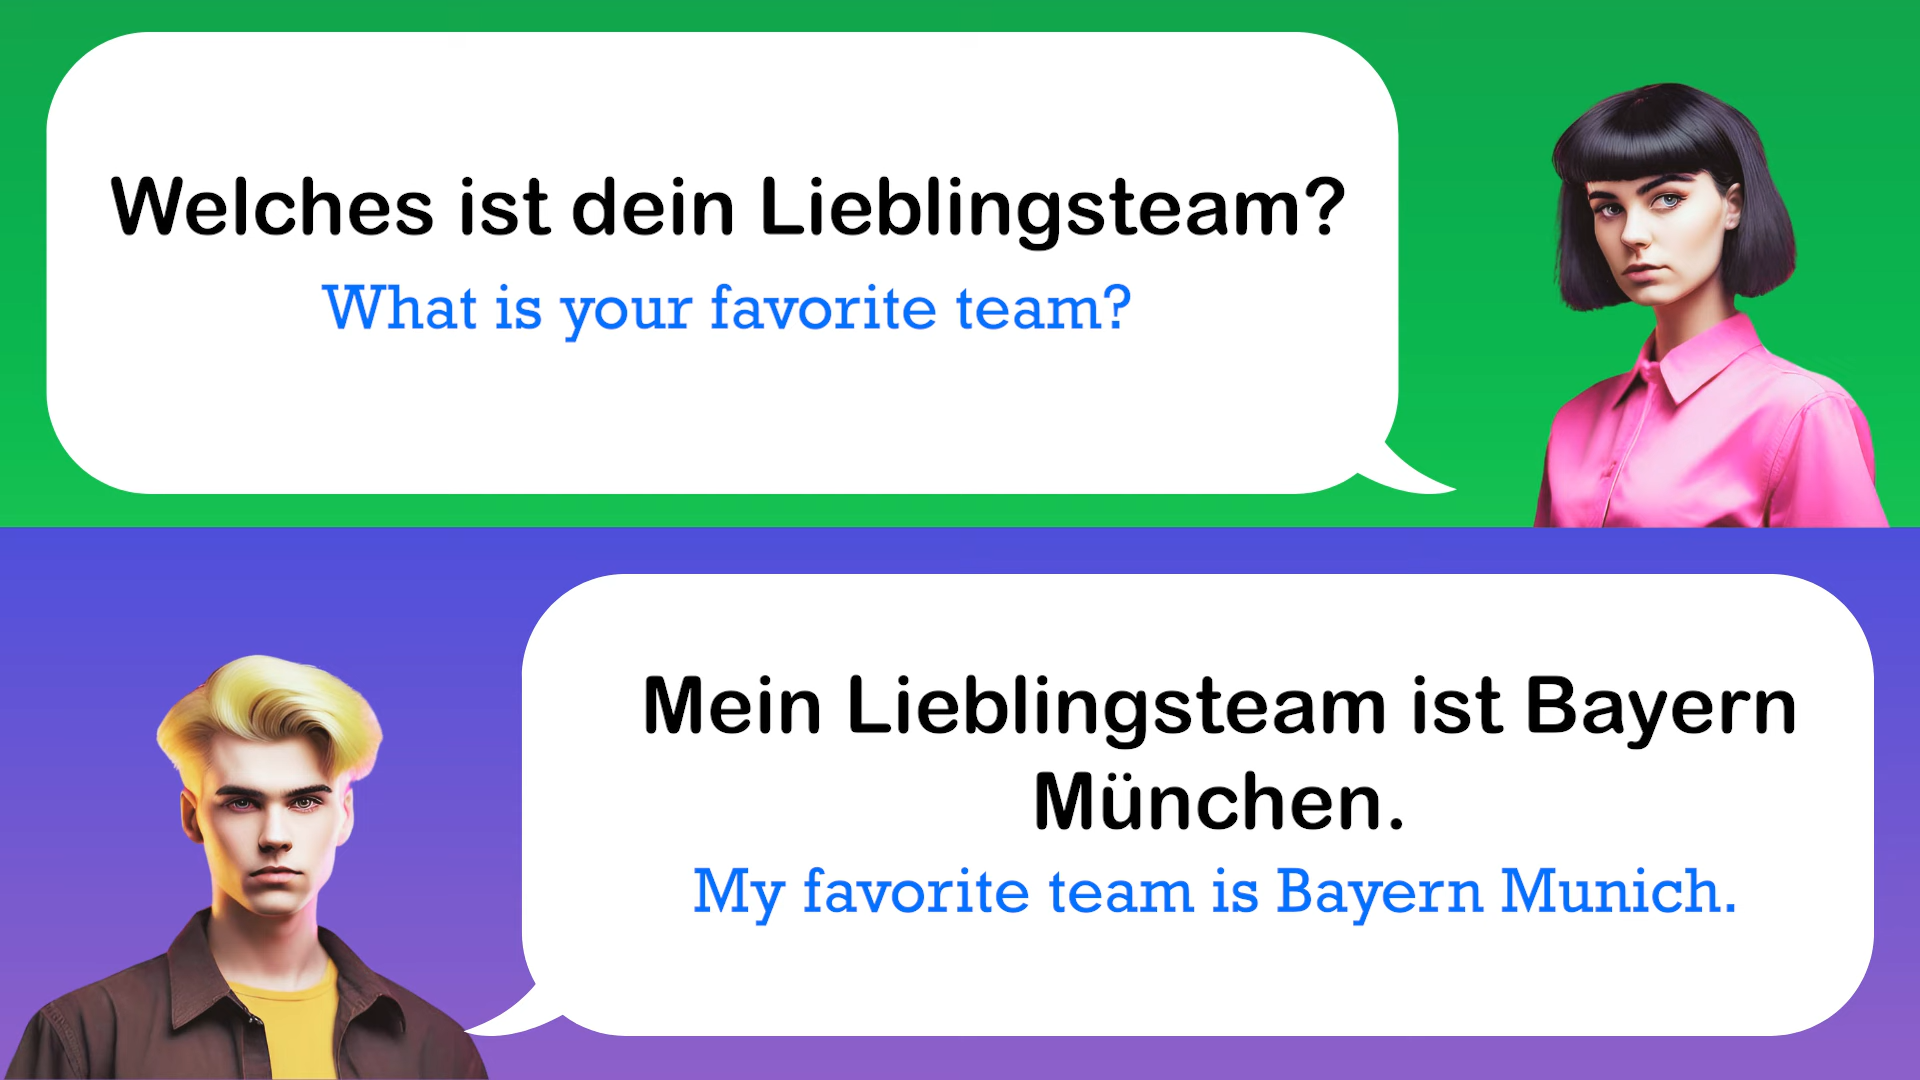 Welches ist dein Lieblingsteam?
What is your favorite team?
Mein Lieblingsteam ist Bayern
München.
My favorite team is Bayern Munich.